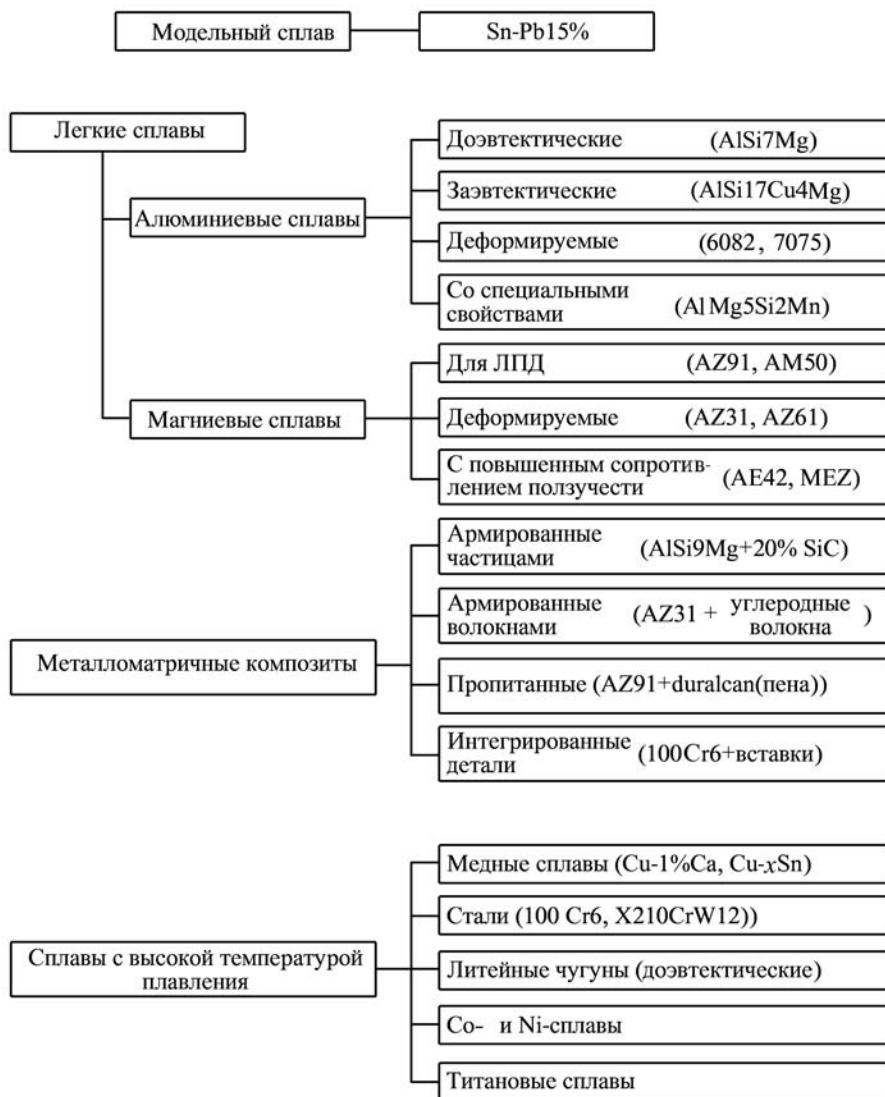 Модельный сплав
Sn-Pb15%
Легкие сплавы
Алюминиевые сплавы
Доэвтектические (AlSi7Mg)
Заэвтектические (AlSi17Cu4Mg)
Деформируемые (6082, 7075)
Со специальными
свойствами (AlMg5Si2Mn)
Магниевые сплавы
Для ЛПД (AZ91, AM50)
Деформируемые (AZ31, AZ61)
С повышенным сопротив-
лением ползучести (AE42, MEZ)
Металломатричные композиты
Армированные
частицами (AlSi9Mg+20% SiC)
Армированные
волокнами (AZ31 + углеродные
волокна )
Пропитанные (AZ91+duralcan(пена))
Интегрированные
детали (100Cr6+вставки)
Сплавы с высокой температурой
плавления
Медные сплавы (Cu-1%Ca, Cu-xSn)
Стали (100 Cr6, X210CrW12))
Литейные чугуны (доэвтектические)
Co- и Ni-сплавы
Титановые сплавы